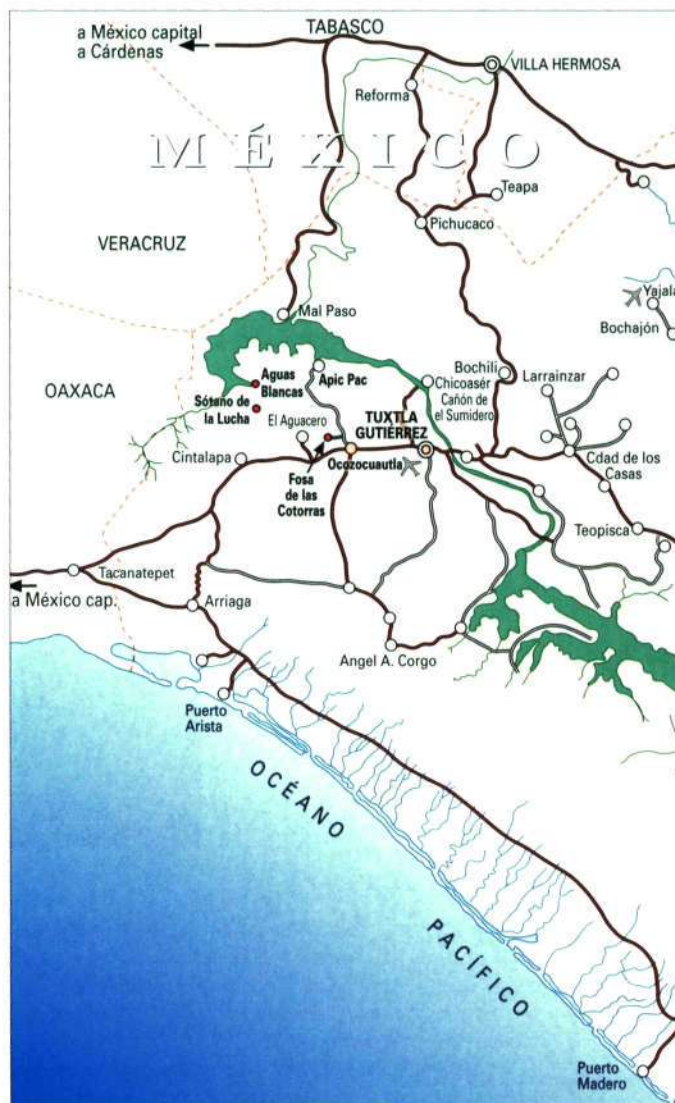 TABASCO
a México capital
a Cárdenas
VILLA HERMOSA
Reforma
MÉXICO
Teapa
Pichucaco
VERACRUZ
Yajala
Mal Paso
Bochajón
Bochili
Aguas
Blancas
Apic Pac
Chicoasér
Larrainzar
OAXACA
Cañón de
el Sumidero
Sótano de
la Lucha
El Aguacero
TUXTLA
GUTIÉRREZ
Cintalapa
Ocozocuautla
Cdad de los
Casas
Fosa
de las
Cotorras
Teopisca
Tacanatepet
a México cap.
Arriaga
Angel A. Corgo
Puerto
Arista
OCÉANO
PACÍFICO
Puerto
Madero